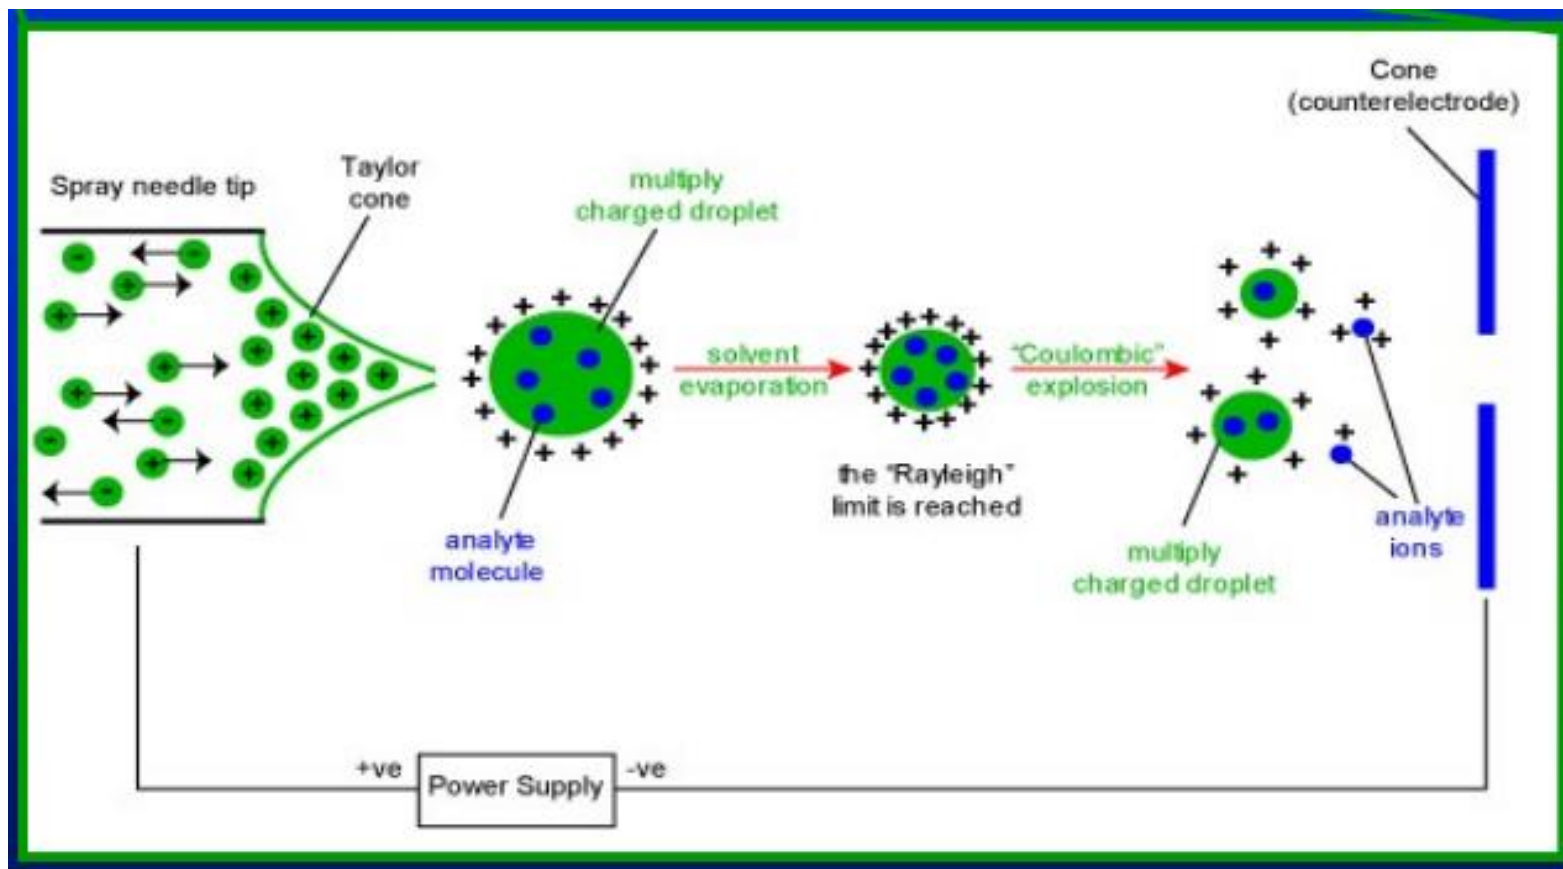 Cone
(counterelectrode)
Spray needle tip
Taylor
cone
multiply
charged droplet
solvent
evaporation
"Coulombic"
explosion
the "Rayleigh"
limit is reached
analyte
molecule
multiply
charged droplet
analyte
ions
+ve
Power Supply
-ve